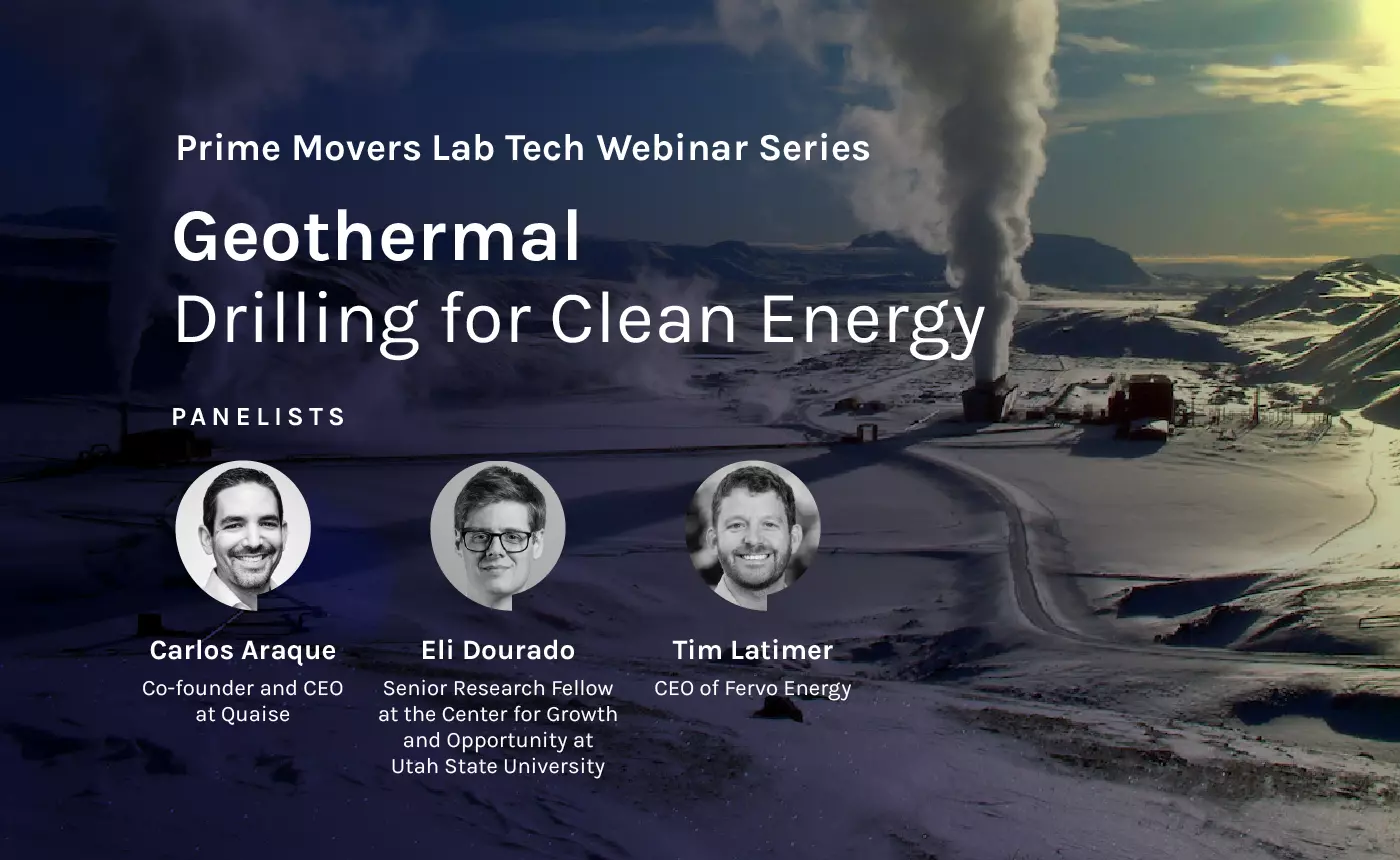 Prime Movers Lab Tech Webinar Series
Geothermal
Drilling for Clean Energy
PANELISTS
Carlos Araque
Co-founder and CEO
at Quaise
Eli Dourado
Senior Research Fellow
at the Center for Growth
and Opportunity at
Utah State University
Tim Latimer
CEO of Fervo Energy